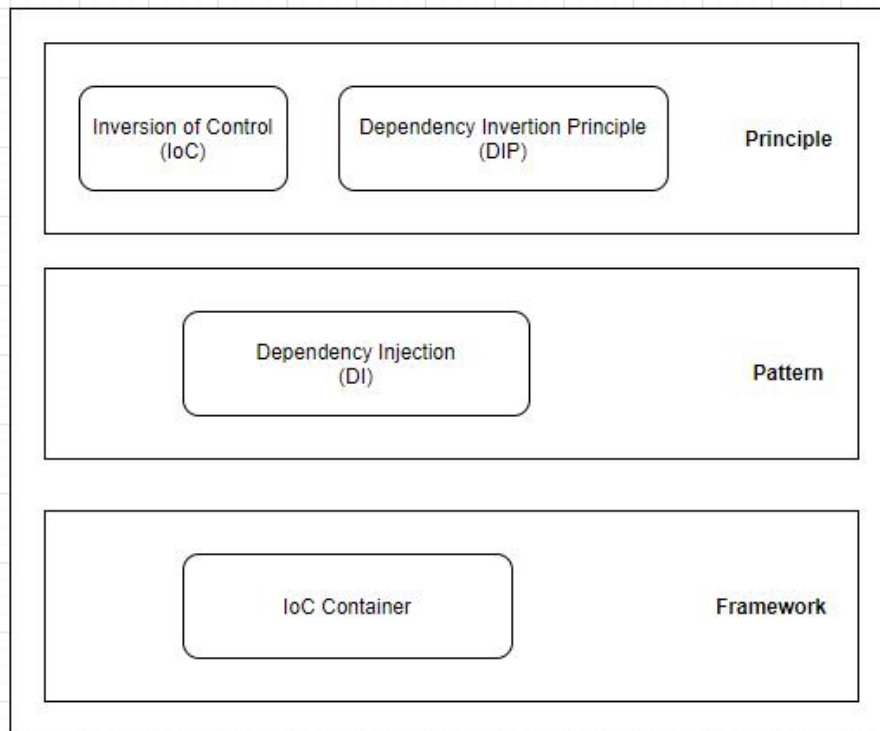 Inversion of Control
(IoC)
Dependency Invertion Principle
(DIP)
Principle
Dependency Injection
(DI)
Pattern
IoC Container
Framework